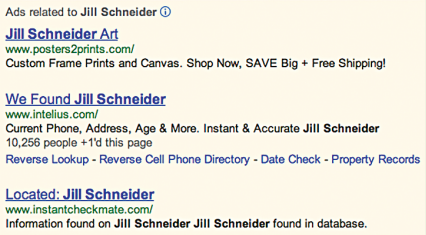 Ads related to Jill Schneider
Jill Schneider Art
www.posters2prints.com/
Custom Frame Prints and Canvas. Shop Now, SAVE Big + Free Shipping!
We Found Jill Schneider
www.intelius.com/
Current Phone, Address, Age & More. Instant & Accurate Jill Schneider
10,256 people +1'd this page
Reverse Lookup - Reverse Cell Phone Directory - Date Check - Property Records
Located: Jill Schneider
www.instantcheckmate.com/
Information found on Jill Schneider Jill Schneider found in database.